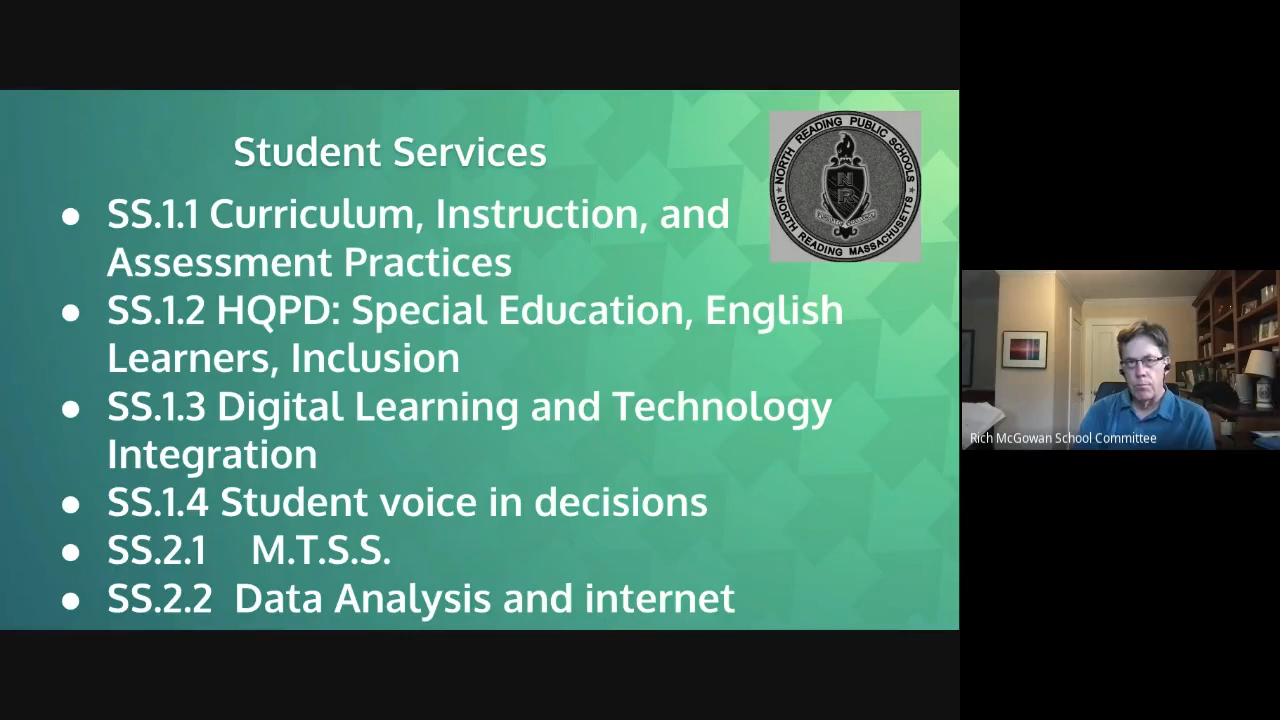 Student Services
NORTH READING PUBLIC SCHOOLS
NORTH READING MASSACHUSETTS
N
R
● SS.1.1 Curriculum, Instruction, and
Assessment Practices
● SS.1.2 HQPD: Special Education, English
Learners, Inclusion
● SS.1.3 Digital Learning and Technology
Integration
● SS.1.4 Student voice in decisions
● SS.2.1 M.T.S.S.
● SS.2.2 Data Analysis and internet
Rich McGowan School Committee